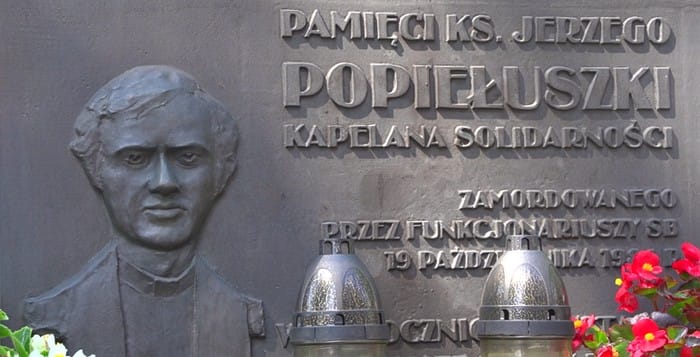 PAMIĘCI KS. JERZEGO
POPIEŁUSZKI
KAPELANA SOLIDARNOŚCI
ZAMORDOWANEGO
PRZEZ FUNKCJONARIUSZY SB
19